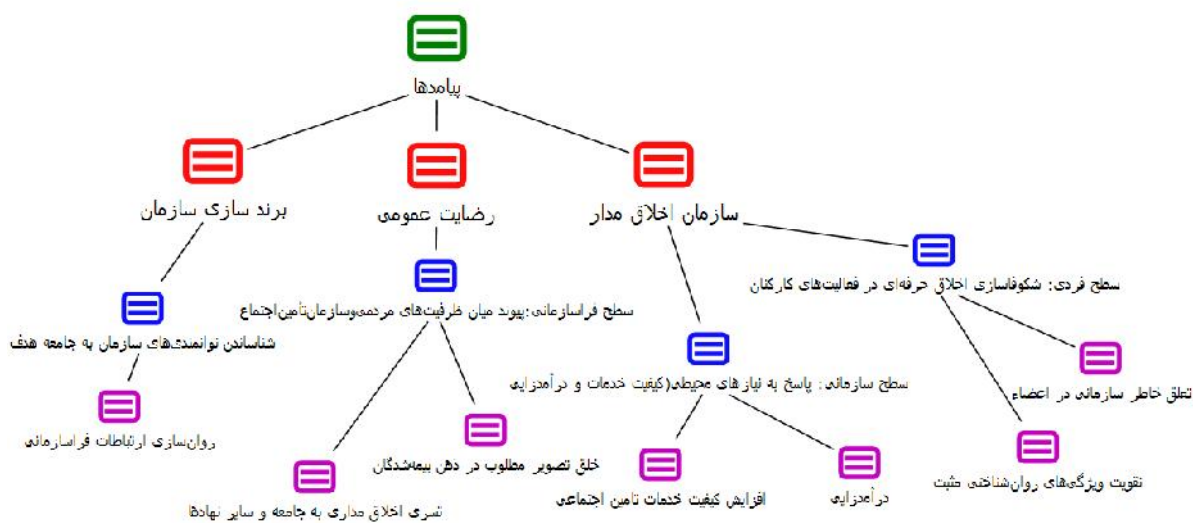 پیامدها
سازمان اخلاق مدار
رضایت عمومی
برند سازی سازمان
سطح فردی: شکوفاسازی اخلاق حرفه‌ای در فعالیت‌های کارکنان
سطح فراسازمانی:پیوند میان ظرفیت‌های مردمی‌وسازمان‌تأمین‌اجتماع
شناساندن توانمندی‌های سازمان به جامعه هدف
سطح سازمانی: پاسخ به نیازهای محیطی(کیفیت خدمات و درآمدزایی
تعلق خاطر سازمانی در اعضاء
روان‌سازی ارتباطات فراسازمانی
خلق تصویر مطلوب در ذهن بیمه‌شدگان
تقویت ویژگی‌های روان‌شناختی مثبت
درآمدزایی
افزایش کیفیت خدمات تامین اجتماعی
تسری اخلاق مداری به جامعه و سایر نهادها